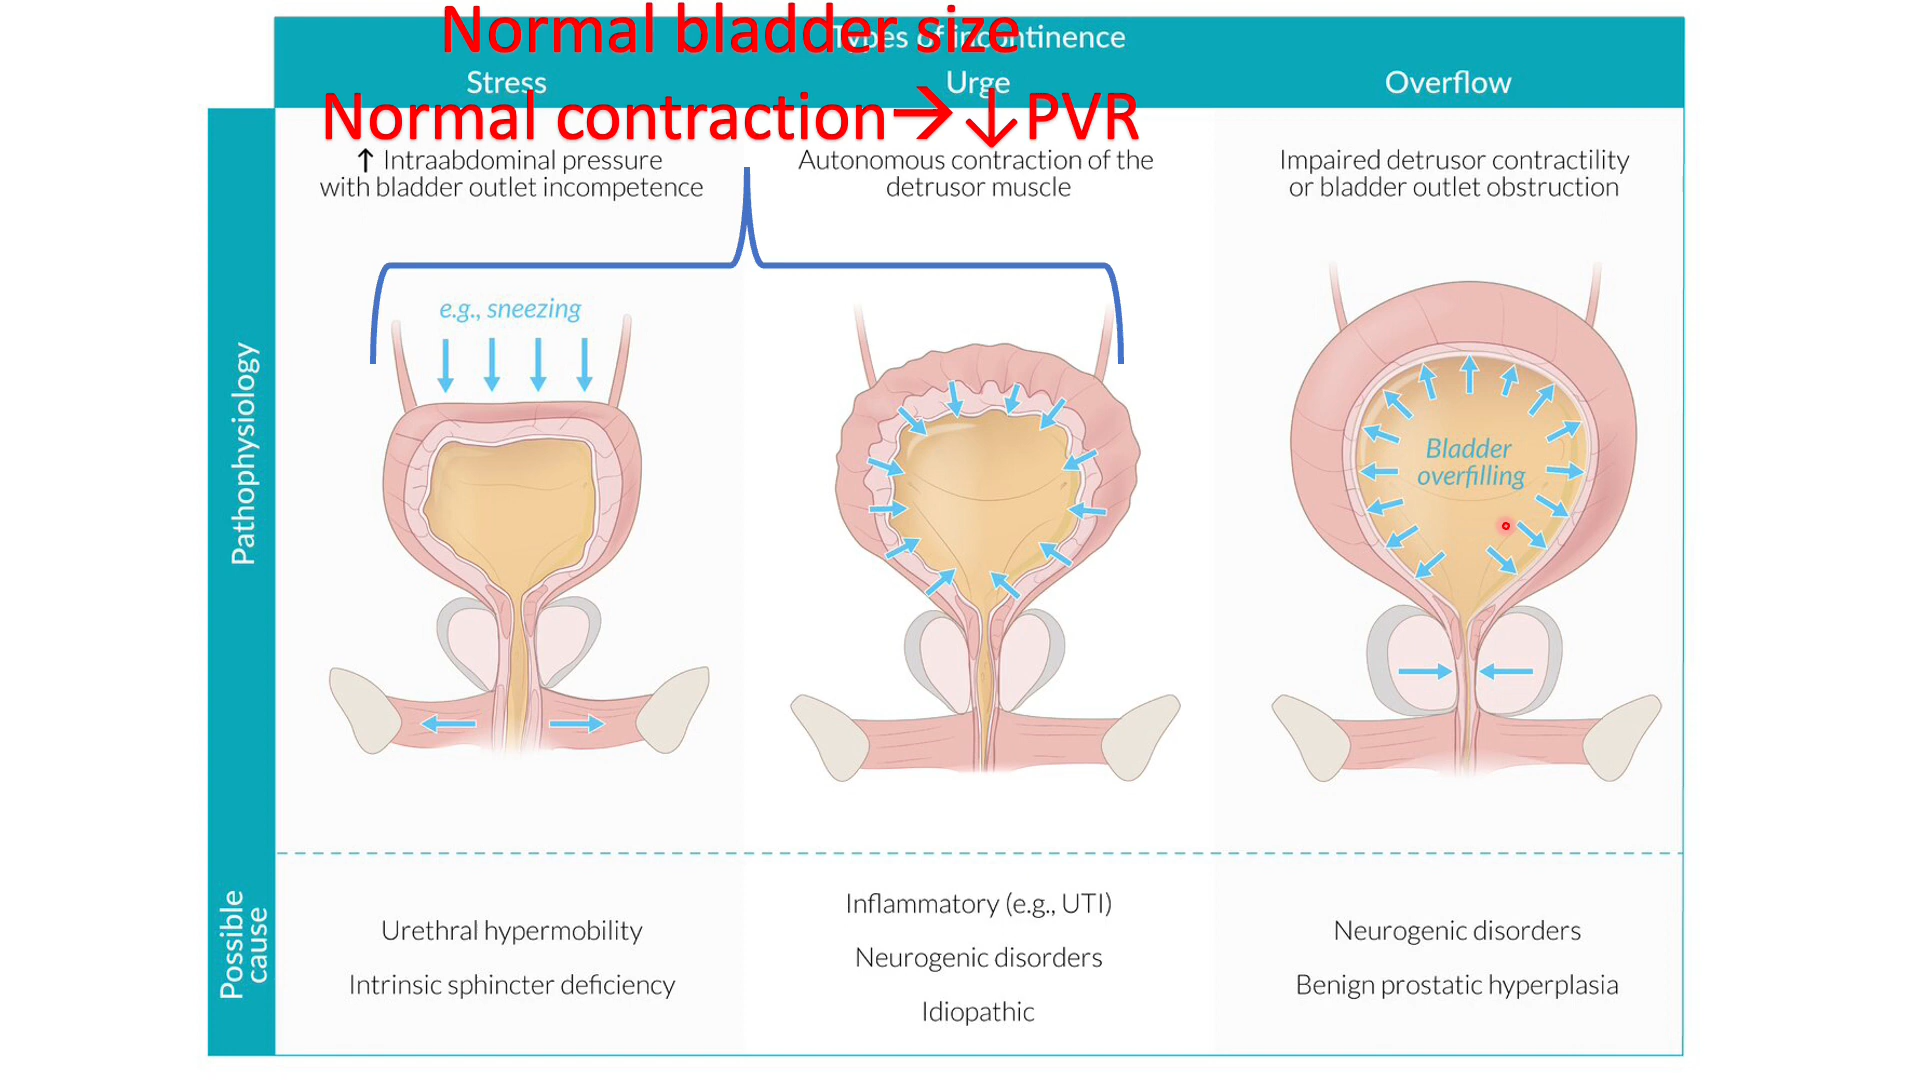 Normal bladder size
Types of incontinence
Stress
Urge
Overflow
Normal contraction→↓PVR
↑ Intraabdominal pressure
with bladder outlet incompetence
Autonomous contraction of the
detrusor muscle
Impaired detrusor contractility
or bladder outlet obstruction
Pathophysiology
e.g., sneezing
Bladder
overfilling
Possible
cause
Urethral hypermobility
Intrinsic sphincter deficiency
Inflammatory (e.g., UTI)
Neurogenic disorders
Idiopathic
Neurogenic disorders
Benign prostatic hyperplasia